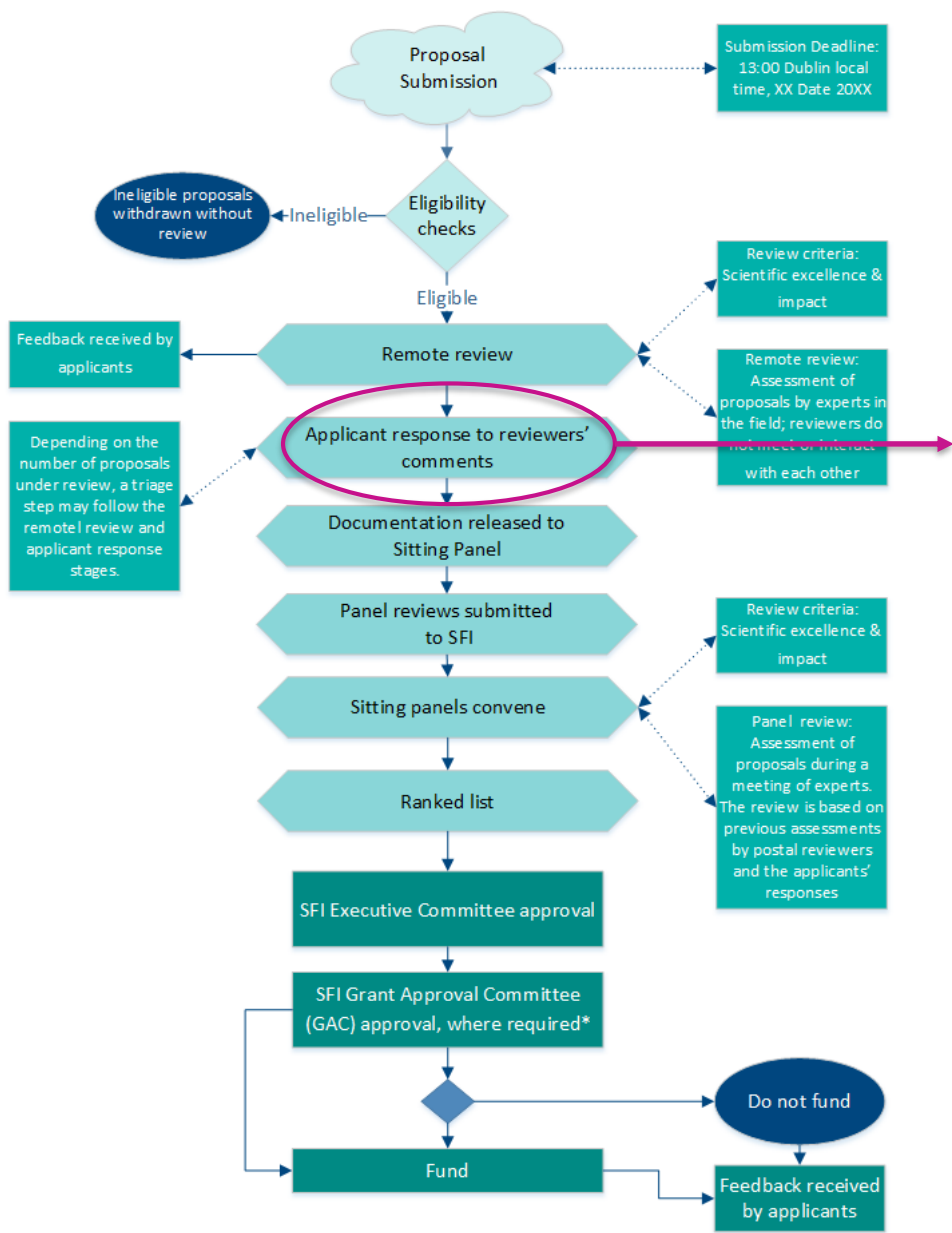 Proposal
Submission
Submission Deadline:
13:00 Dublin local
time, XX Date 20XX
Ineligible proposals
withdrawn without
review
Ineligible
Eligibility
checks
Eligible
Review criteria:
Scientific excellence &
impact
Feedback received by
applicants
Remote review
Remote review:
Assessment of
proposals by experts in
the field; reviewers do
not meet or interact
with each other
Applicant response to reviewers'
comments
Depending on the
number of proposals
under review, a triage
step may follow the
remotel review and
applicant response
stages.
Documentation released to
Sitting Panel
Panel reviews submitted
to SFI
Review criteria:
Scientific excellence &
impact
Sitting panels convene
Panel review:
Assessment of
proposals during a
meeting of experts.
The review is based on
previous assessments
by postal reviewers
and the applicants'
responses
Ranked list
SFI Executive Committee approval
SFI Grant Approval Committee
(GAC) approval, where required*
Do not fund
Fund
Feedback received
by applicants